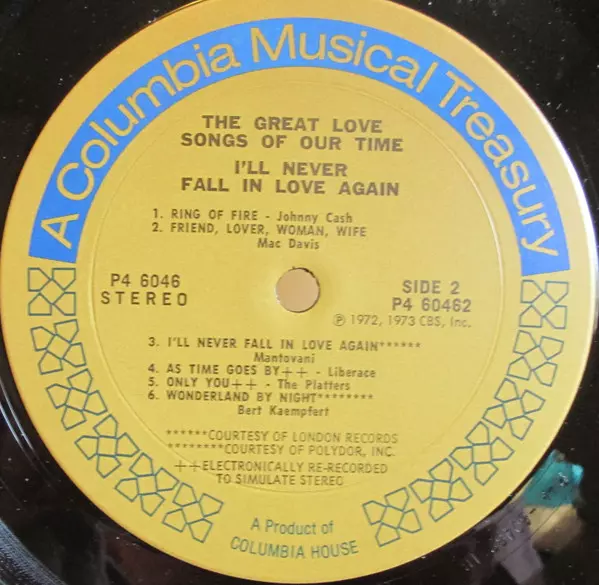 A Columbia Musical Treasury
THE GREAT LOVE
SONGS OF OUR TIME
I'LL NEVER
FALL IN LOVE AGAIN
1. RING OF FIRE - Johnny Cash
2. FRIEND, LOVER, WOMAN, WIFE
Mac Davis
P4 6046
STEREO
SIDE 2
P4 60462
℗ 1972, 1973 CBS, Inc.
3. I'LL NEVER FALL IN LOVE AGAIN******
Mantovani
4. AS TIME GOES BY++ - Liberace
5. ONLY YOU++ - The Platters
6. WONDERLAND BY NIGHT********
Bert Kaempfert
******COURTESY OF LONDON RECORDS
********COURTESY OF POLYDOR, INC.
++ELECTRONICALLY RE-RECORDED
TO SIMULATE STEREO
A Product of
COLUMBIA HOUSE